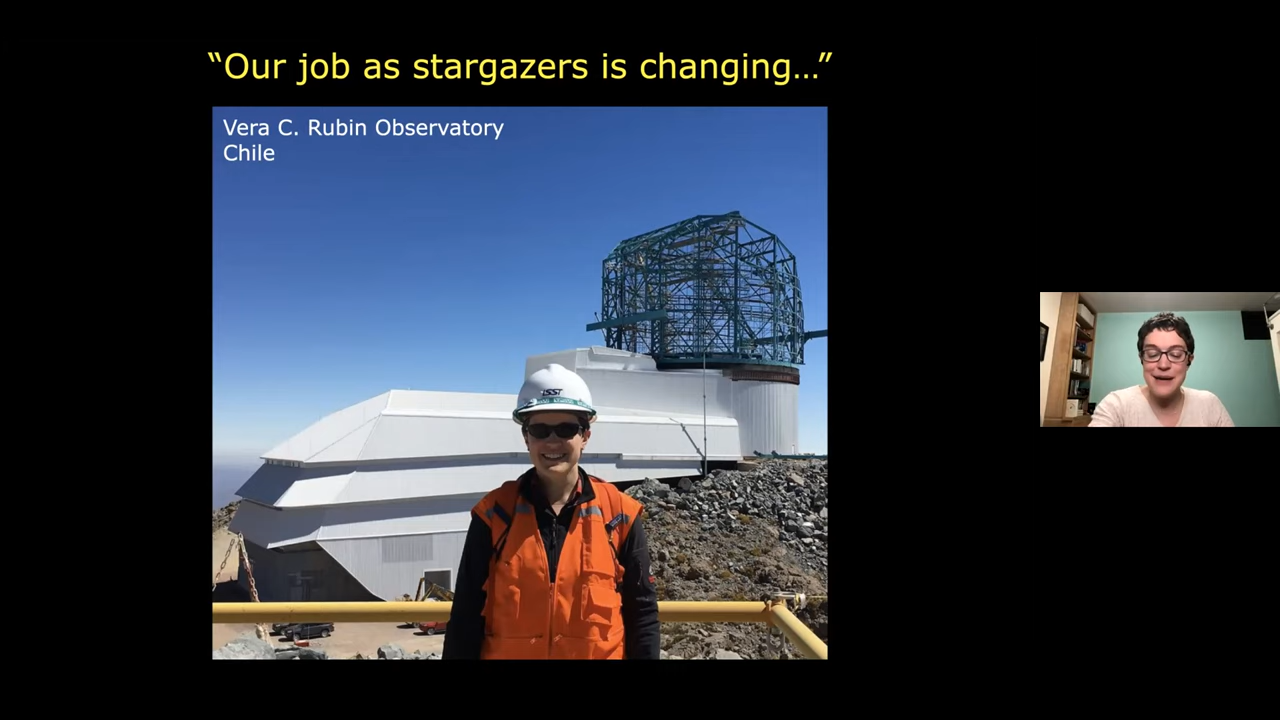 “Our job as stargazers is changing…”
Vera C. Rubin Observatory
Chile
LSST